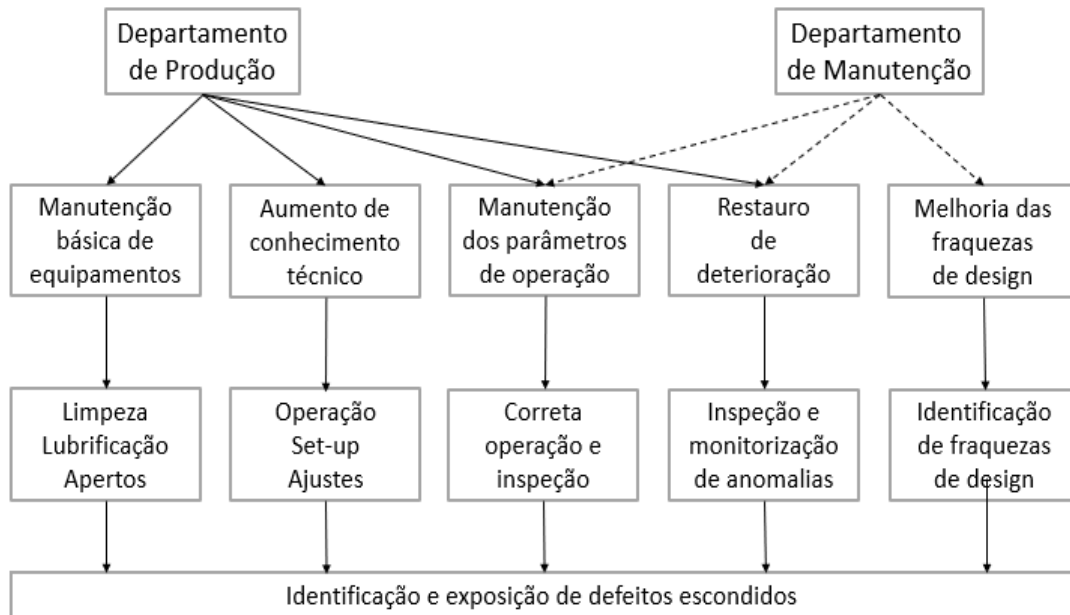 Departamento
de Produção
Departamento
de Manutenção
Manutenção
básica de
equipamentos
Aumento de
conhecimento
técnico
Manutenção
dos parâmetros
de operação
Restauro
de
deterioração
Melhoria das
fraquezas
de design
Limpeza
Lubrificação
Apertos
Operação
Set-up
Ajustes
Correta
operação e
inspeção
Inspeção e
monitorização
de anomalias
Identificação
de fraquezas
de design
Identificação e exposição de defeitos escondidos